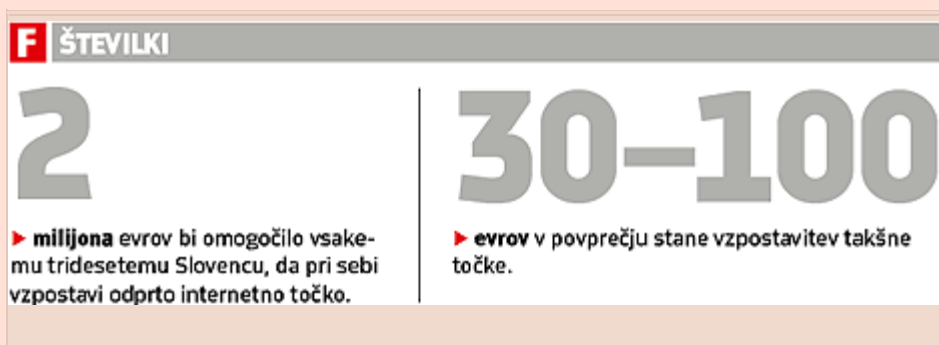 F ŠTEVILKI
2
milijona evrov bi omogočilo vsake-
mu tridesetemu Slovencu, da pri sebi
vzpostavi odprto internetno točko.
30–100
evrov v povprečju stane vzpostavitev takšne
točke.